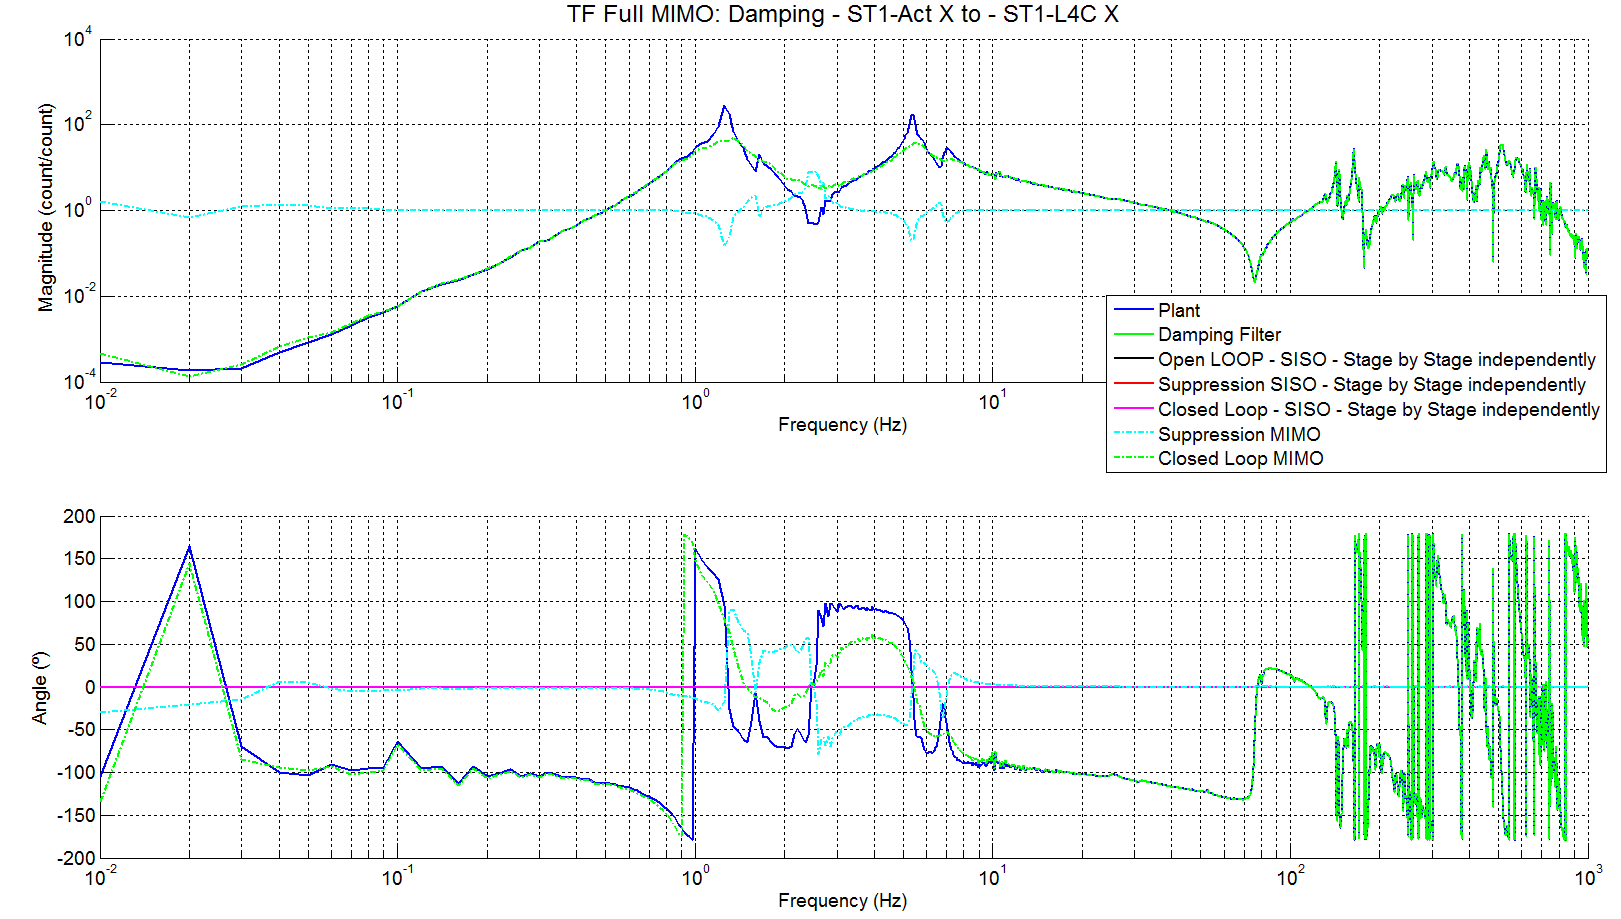 TF Full MIMO: Damping - ST1-Act X to - ST1-L4C X
Magnitude (count/count)
10^4
10^2
10^0
10^-2
10^-4
10^-2 10^-1 10^0 10^1
Frequency (Hz)
Plant
Damping Filter
Open LOOP - SISO - Stage by Stage independently
Suppression SISO - Stage by Stage independently
Closed Loop - SISO - Stage by Stage independently
Suppression MIMO
Closed Loop MIMO
Angle (º)
200
150
100
50
0
-50
-100
-150
-200
10^-2 10^-1 10^0 10^1 10^2 10^3
Frequency (Hz)